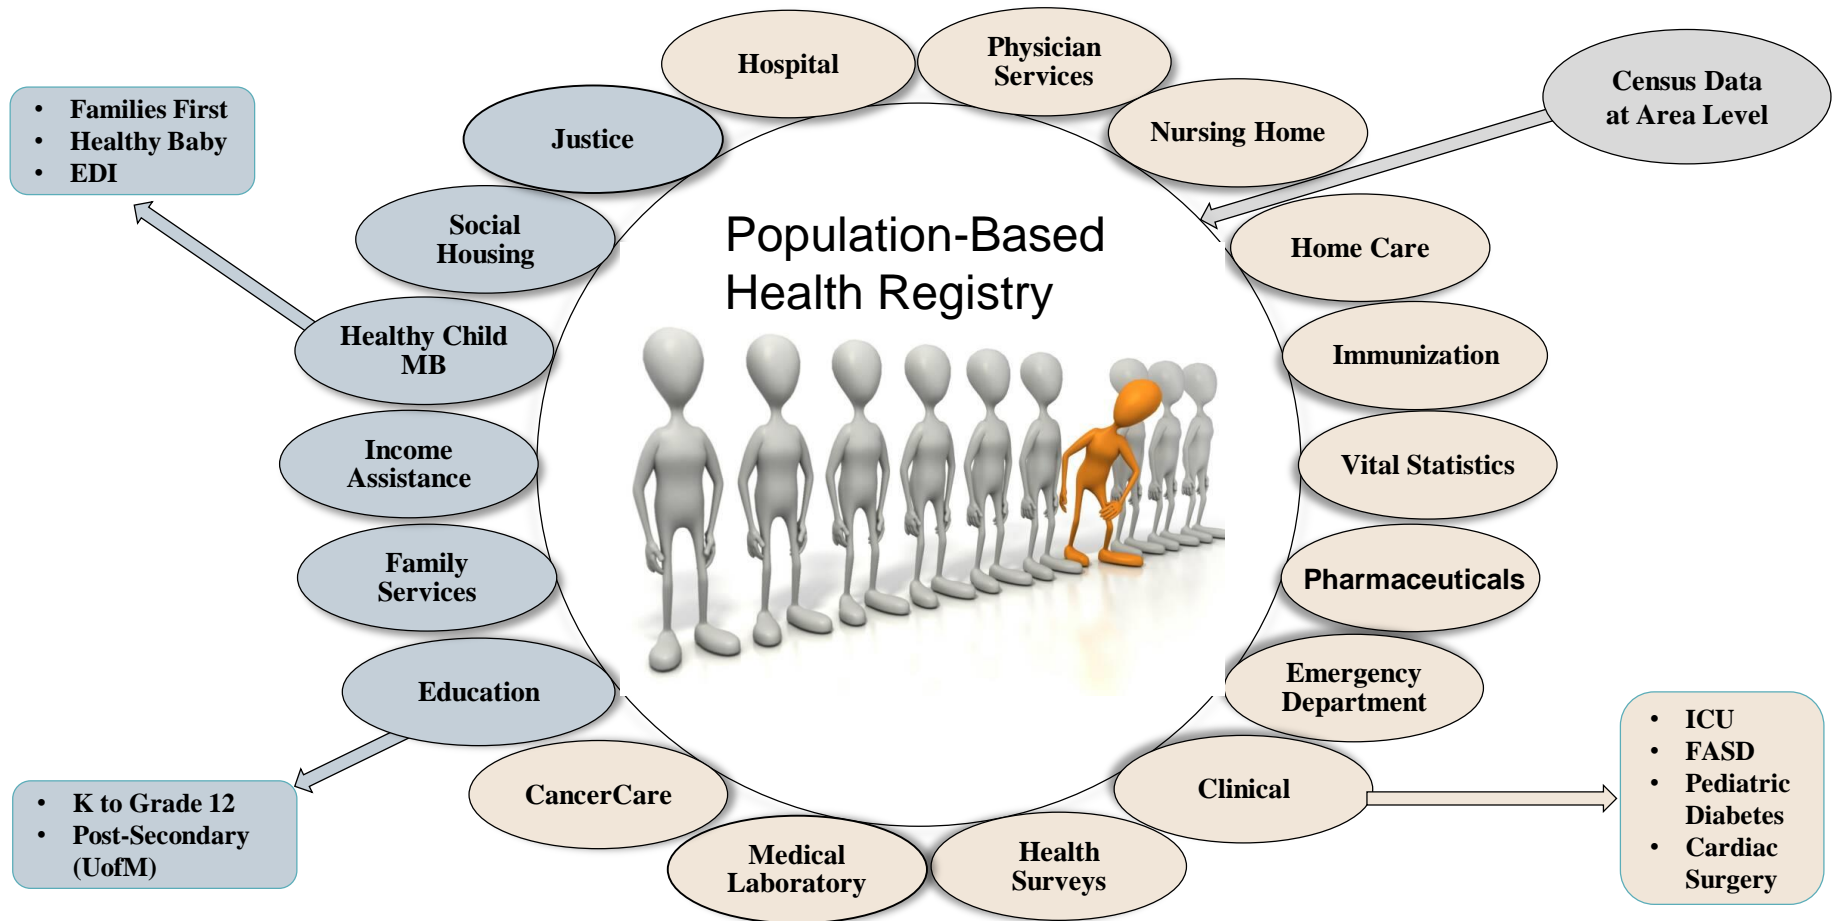 Hospital
Physician
Services
Nursing Home
Home Care
Immunization
Vital Statistics
Pharmaceuticals
Emergency
Department
Clinical
Health
Surveys
Medical
Laboratory
CancerCare
Education
Family
Services
Income
Assistance
Healthy Child
MB
Social
Housing
Justice
Population-Based
Health Registry
Census Data
at Area Level
• Families First
• Healthy Baby
• EDI
• K to Grade 12
• Post-Secondary
(UofM)
• ICU
• FASD
• Pediatric
Diabetes
• Cardiac
Surgery